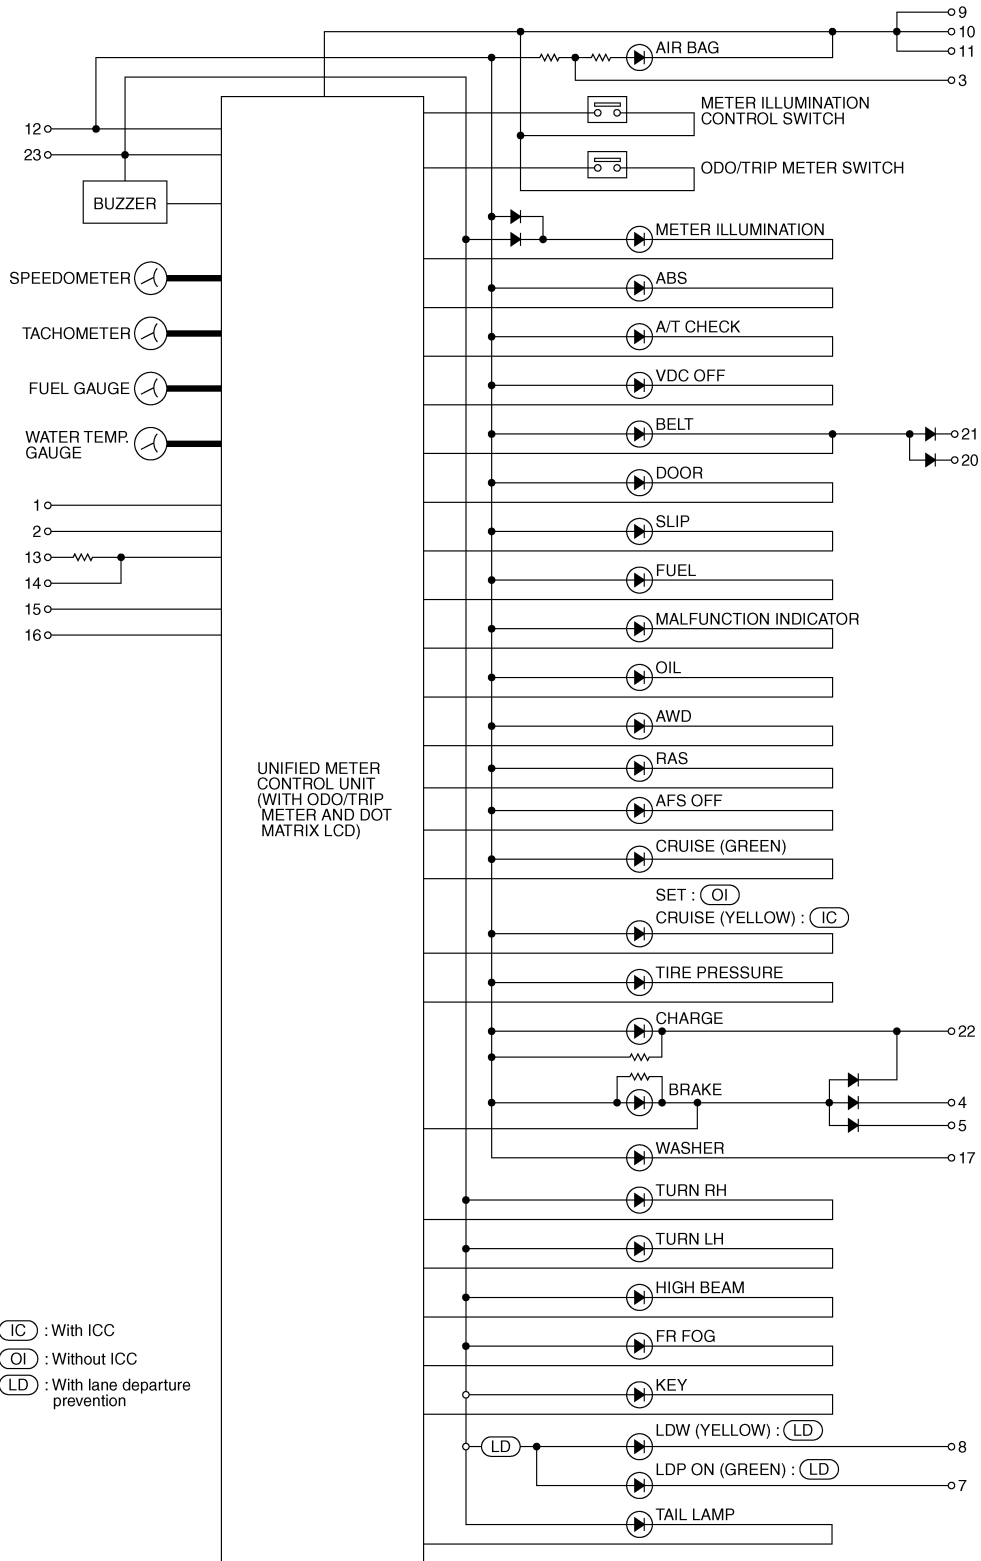 9
AIR BAG
10
11
3
METER ILLUMINATION
CONTROL SWITCH
12
23
ODO/TRIP METER SWITCH
BUZZER
METER ILLUMINATION
SPEEDOMETER
ABS
TACHOMETER
A/T CHECK
FUEL GAUGE
VDC OFF
WATER TEMP.
GAUGE
BELT
21
20
DOOR
1
SLIP
2
13
FUEL
14
15
MALFUNCTION INDICATOR
16
OIL
AWD
RAS
UNIFIED METER
CONTROL UNIT
(WITH ODO/TRIP
METER AND DOT
MATRIX LCD)
AFS OFF
CRUISE (GREEN)
SET : OI
CRUISE (YELLOW) : IC
TIRE PRESSURE
CHARGE
22
BRAKE
4
5
WASHER
17
TURN RH
TURN LH
HIGH BEAM
IC : With ICC
FR FOG
OI : Without ICC
LD : With lane departure
prevention
KEY
LDW (YELLOW) : LD
LD
8
LDP ON (GREEN) : LD
7
TAIL LAMP